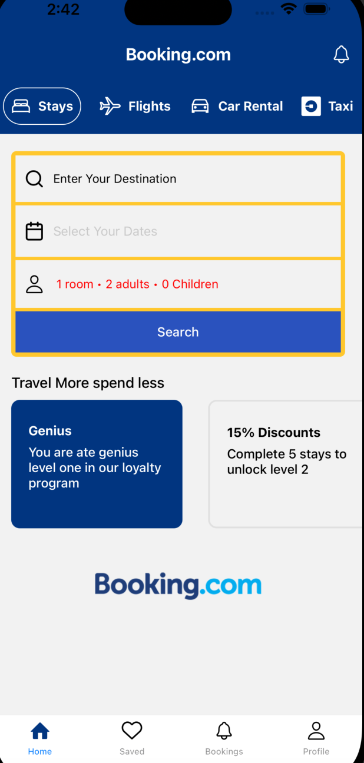 2:42
Booking.com
Stays Flights Car Rental Taxi
Enter Your Destination
Select Your Dates
1 room • 2 adults • 0 Children
Search
Travel More spend less
Genius
You are ate genius
level one in our loyalty
program
15% Discounts
Complete 5 stays to
unlock level 2
Booking.com
Home Saved Bookings Profile